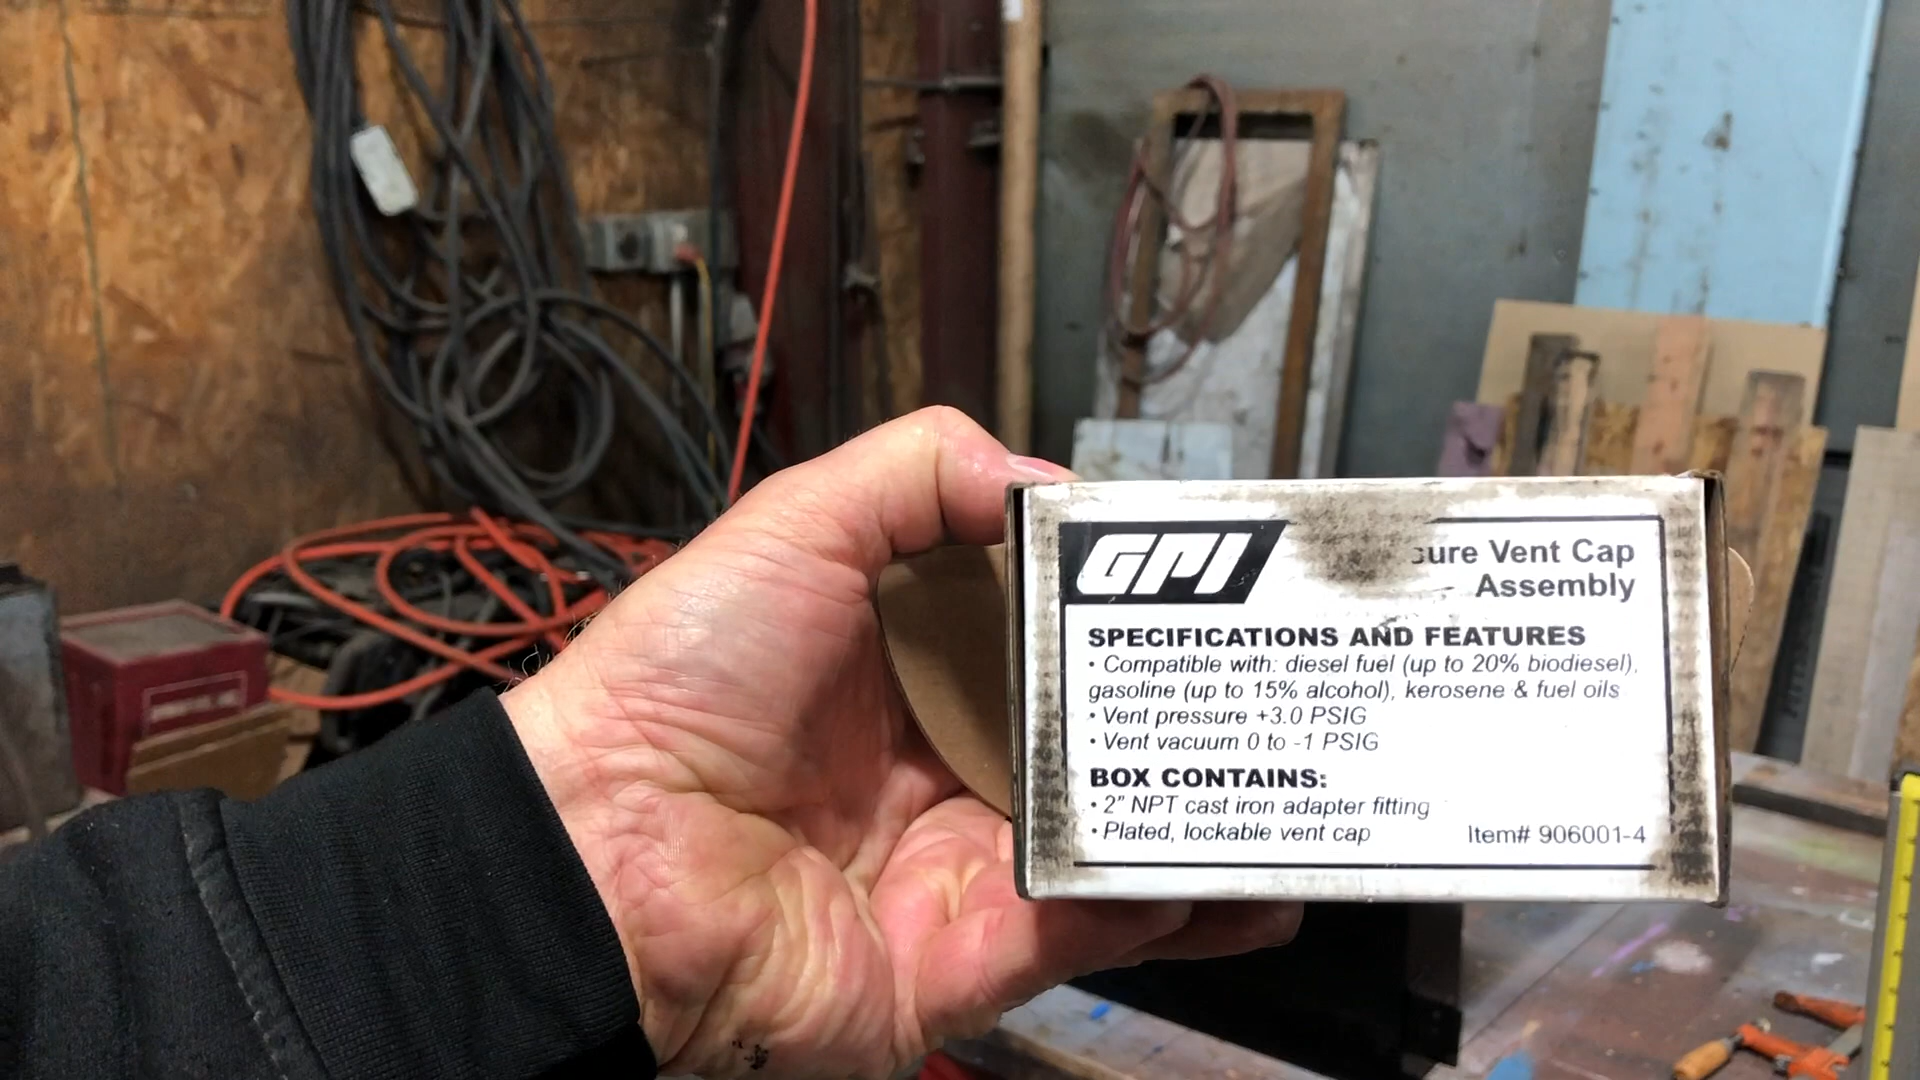 GPI
Vent Cap
Assembly
SPECIFICATIONS AND FEATURES
• Compatible with: diesel fuel (up to 20% biodiesel),
gasoline (up to 15% alcohol), kerosene & fuel oils
• Vent pressure +3.0 PSIG
• Vent vacuum 0 to -1 PSIG
BOX CONTAINS:
• 2” NPT cast iron adapter fitting
• Plated, lockable vent cap
Item# 906001-4